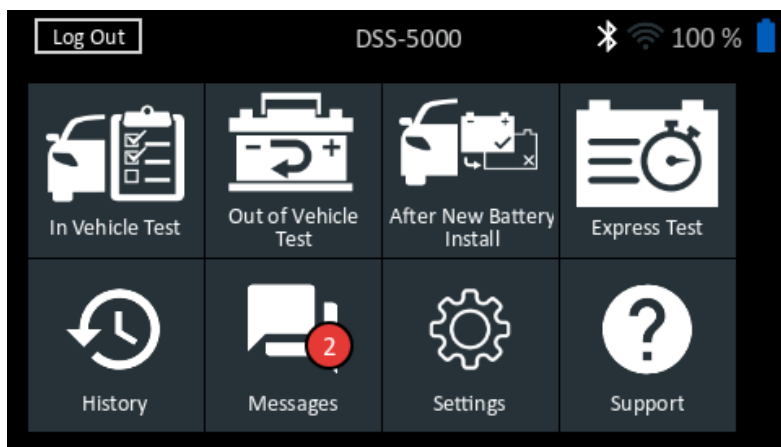 Log Out
DSS-5000
100 %
In Vehicle Test
Out of Vehicle
Test
After New Battery
Install
Express Test
History
2
Messages
Settings
?
Support